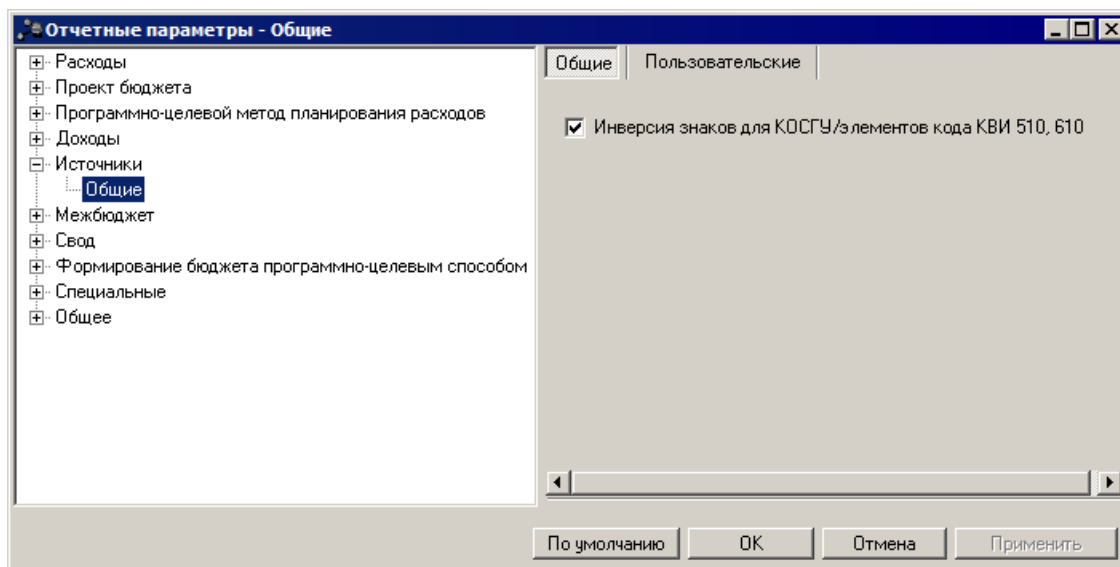 Отчетные параметры - Общие
Расходы
Проект бюджета
Программно-целевой метод планирования расходов
Доходы
Источники
Общие
Межбюджет
Свод
Формирование бюджета программно-целевым способом
Специальные
Общее
Общие Пользовательские
Инверсия знаков для КОСГУ/элементов кода КВИ 510, 610
По умолчанию OK Отмена Применить